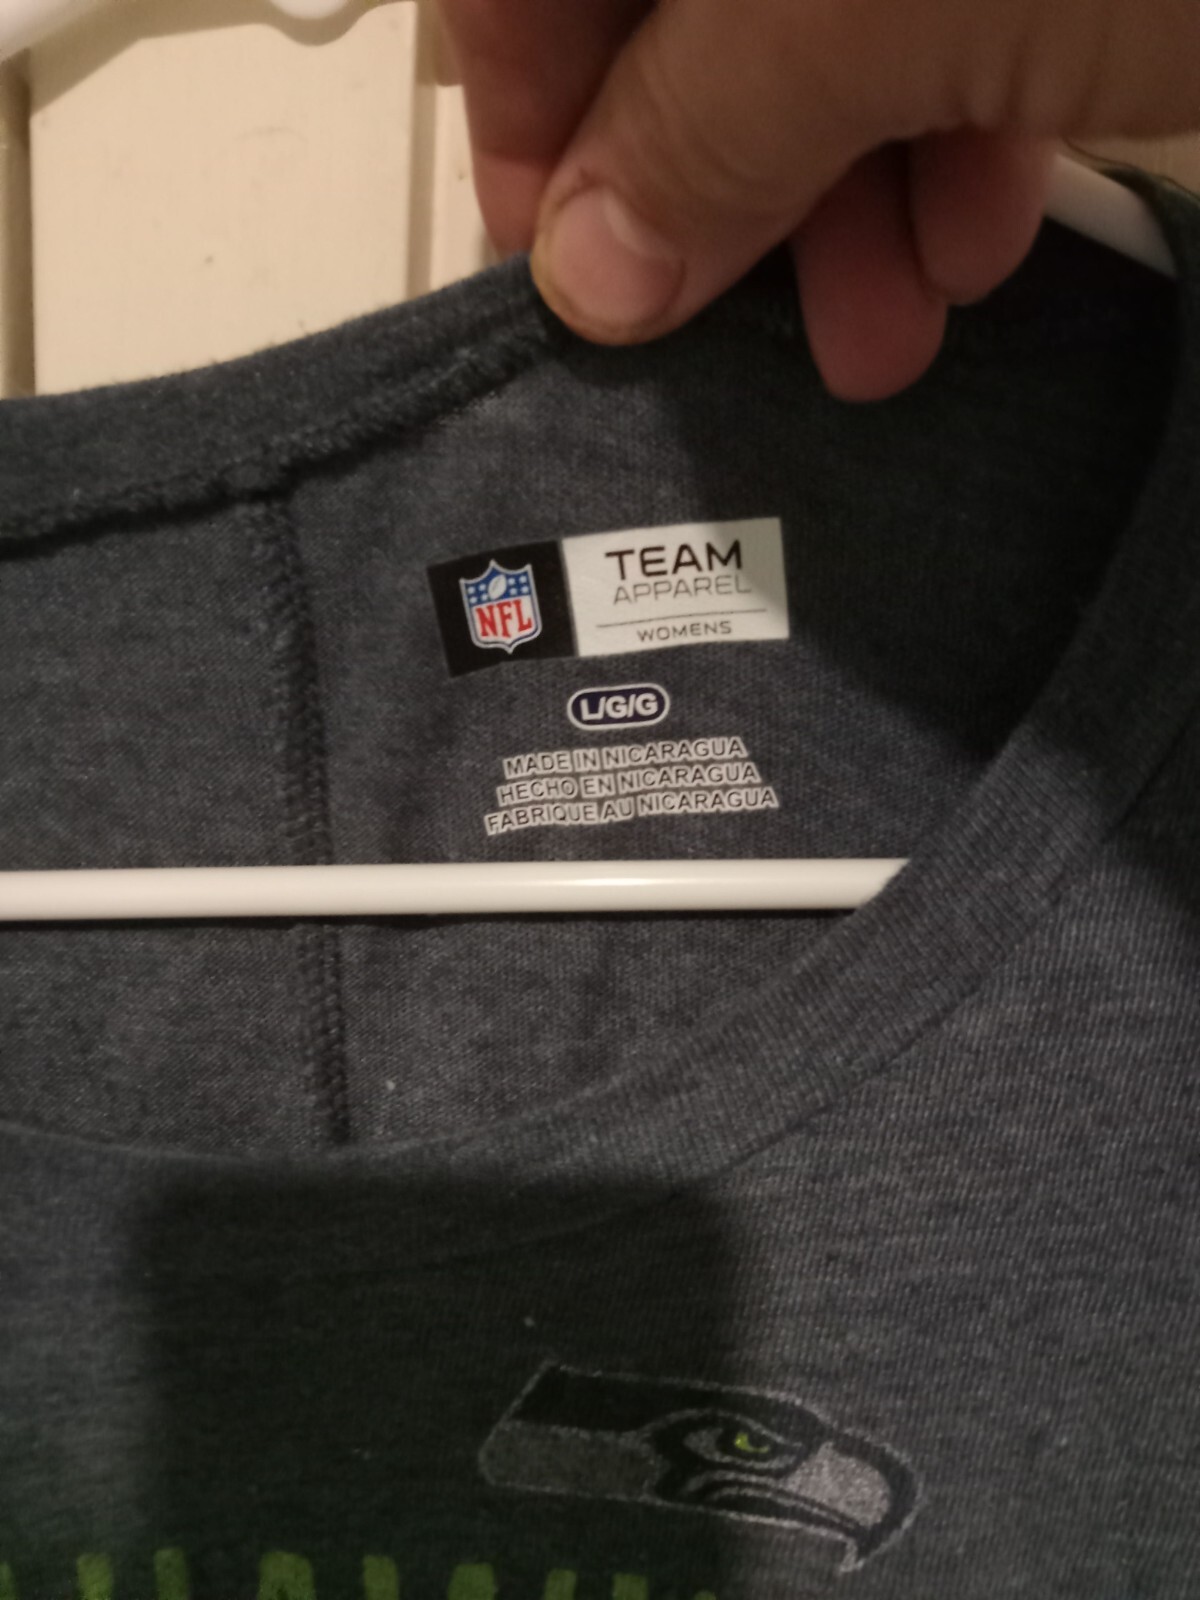 NFL
TEAM
APPAREL
WOMENS
L/G/G
MADE IN NICARAGUA
HECHO EN NICARAGUA
FABRIQUE AU NICARAGUA